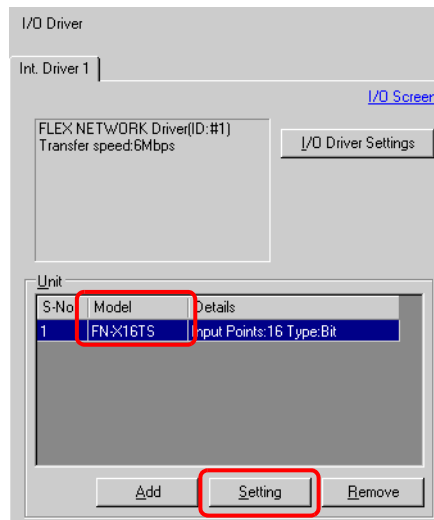 I/O Driver
Int. Driver 1
I/O Screen
FLEX NETWORK Driver(ID:#1)
Transfer speed:6Mbps
I/O Driver Settings
Unit
S-No Model Details
1 FN-X16TS Input Points:16 Type:Bit
Add Setting Remove